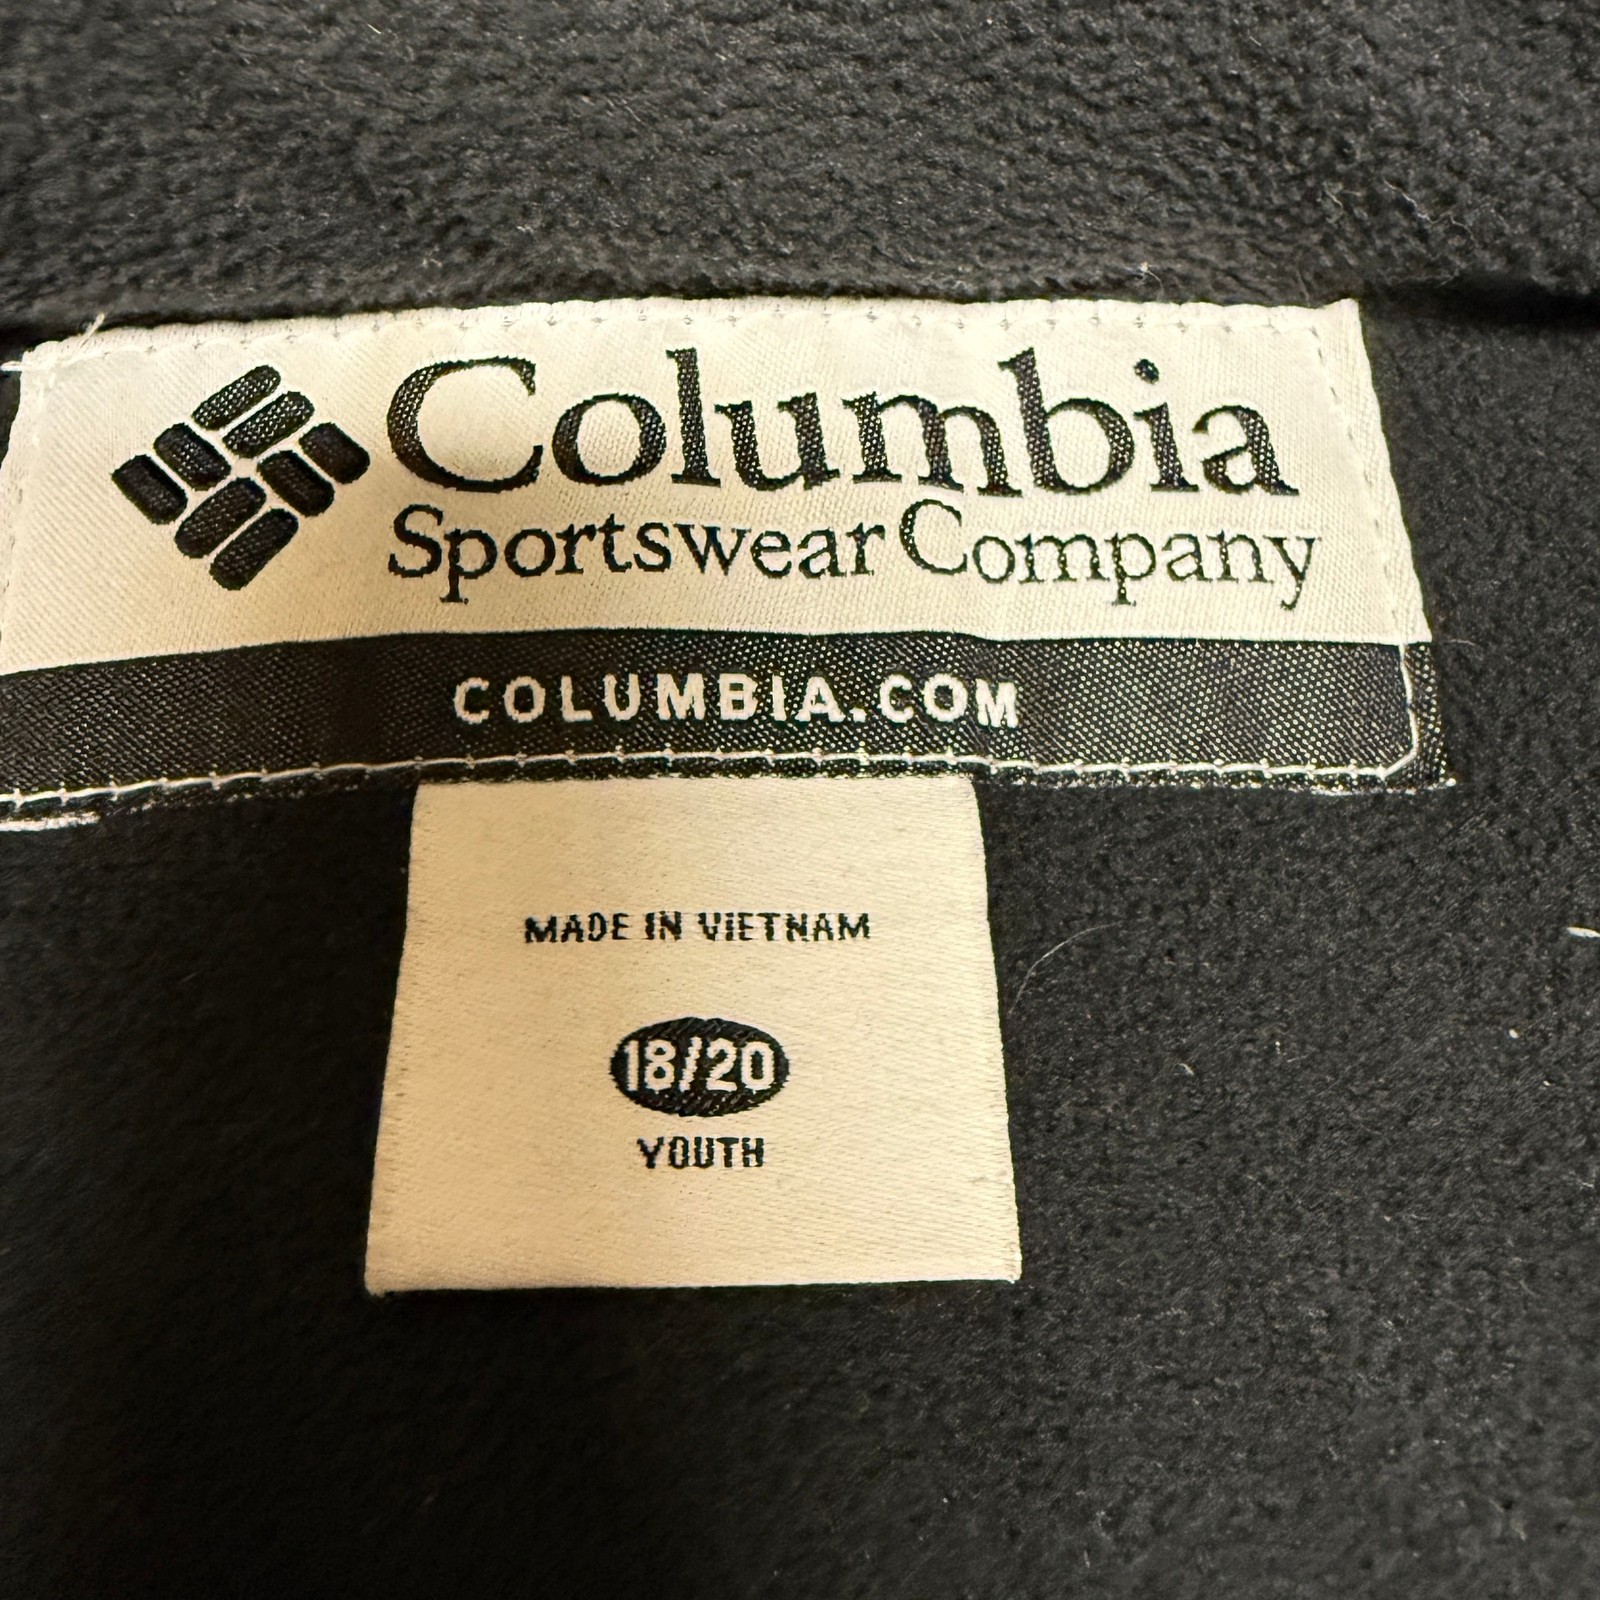 Columbia
Sportswear Company
COLUMBIA.COM
MADE IN VIETNAM
18/20
YOUTH